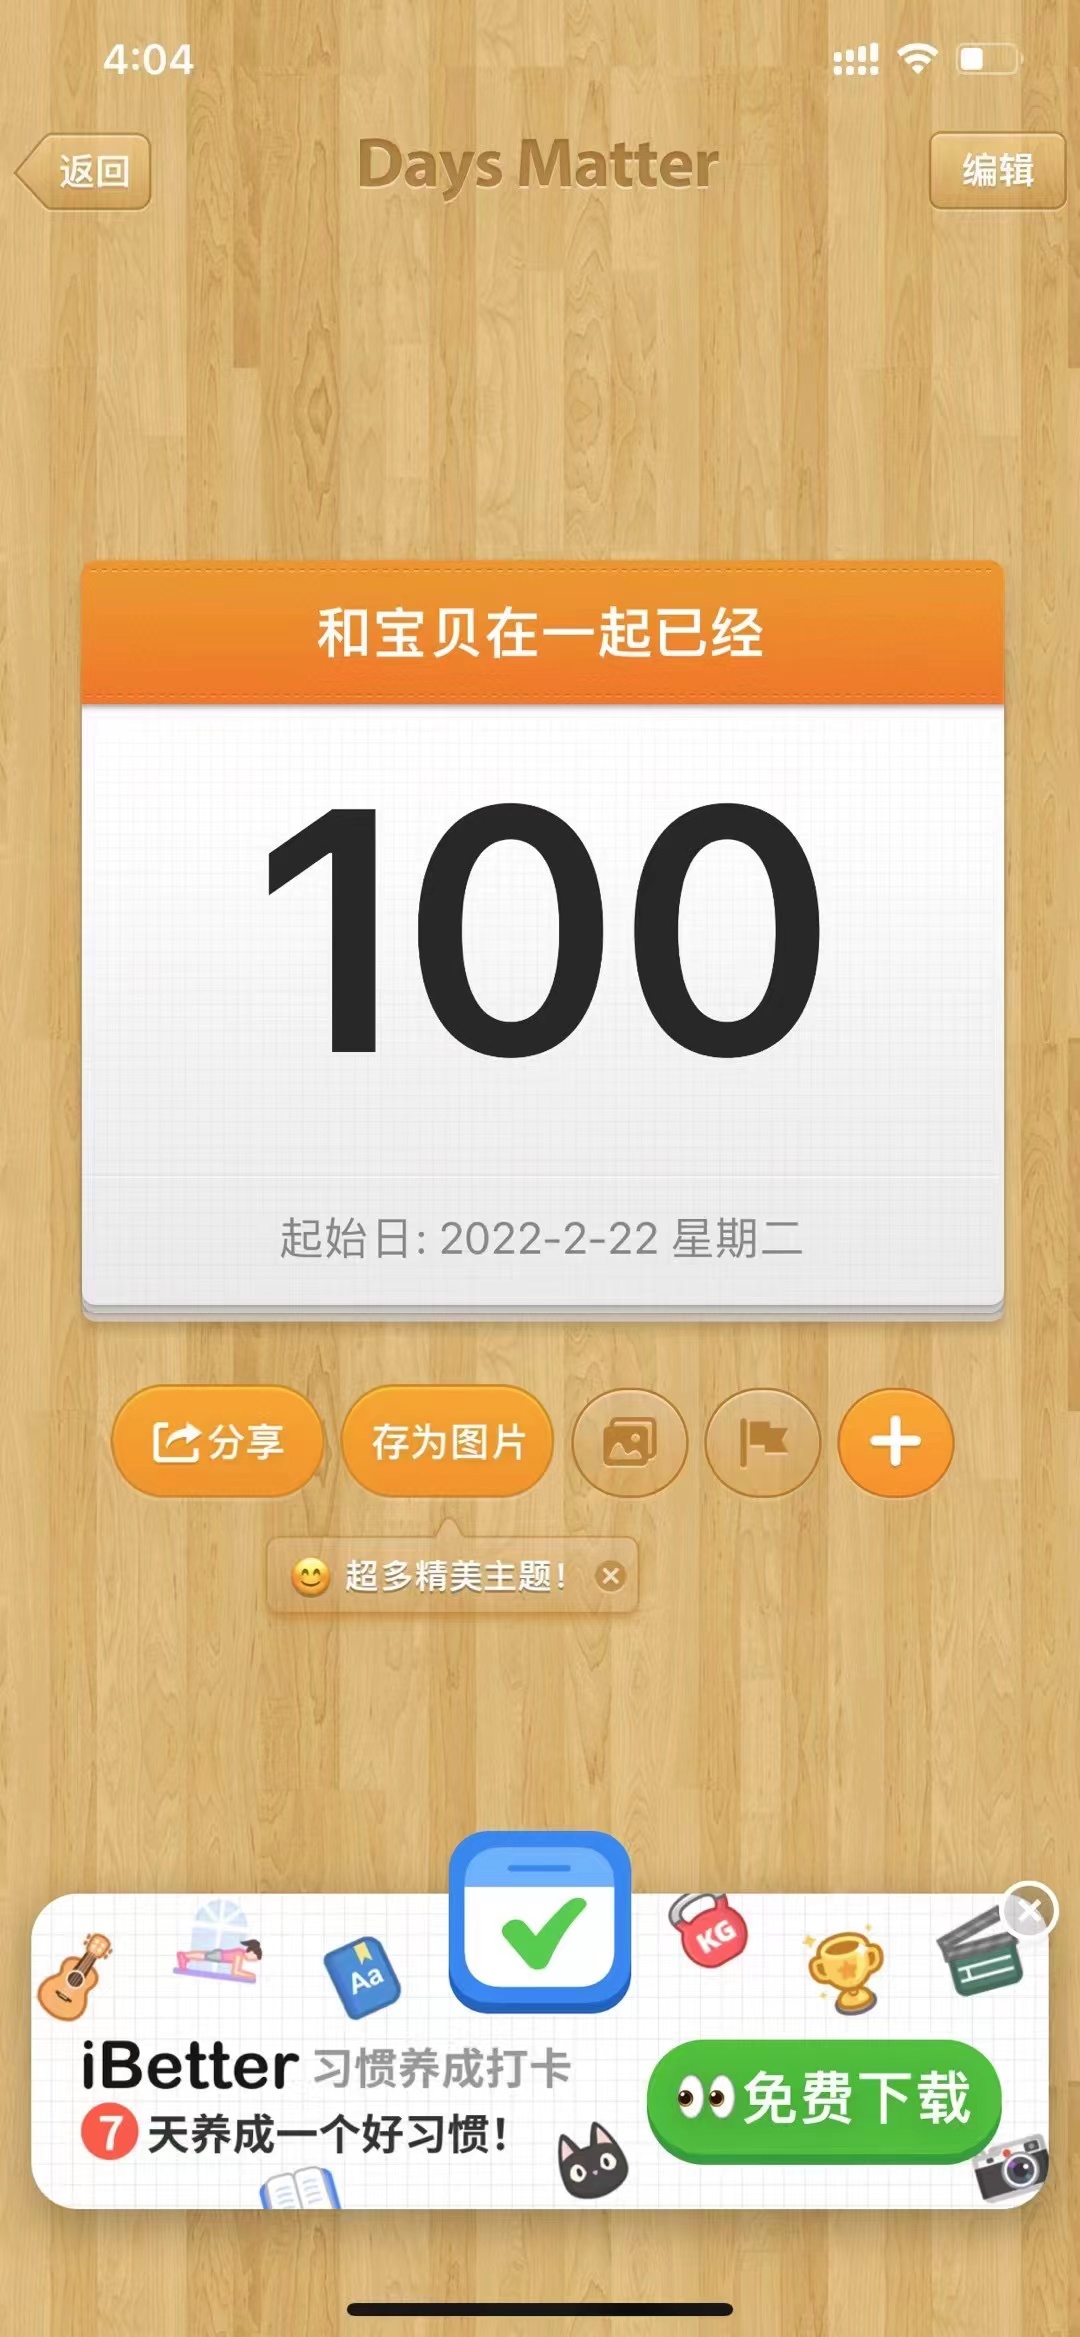 4:04
返回
Days Matter
编辑
和宝贝在一起已经
100
起始日: 2022-2-22 星期二
分享
存为图片
😊 超多精美主题!
Aa
KG
iBetter 习惯养成打卡
7 天养成一个好习惯!
👀免费下载